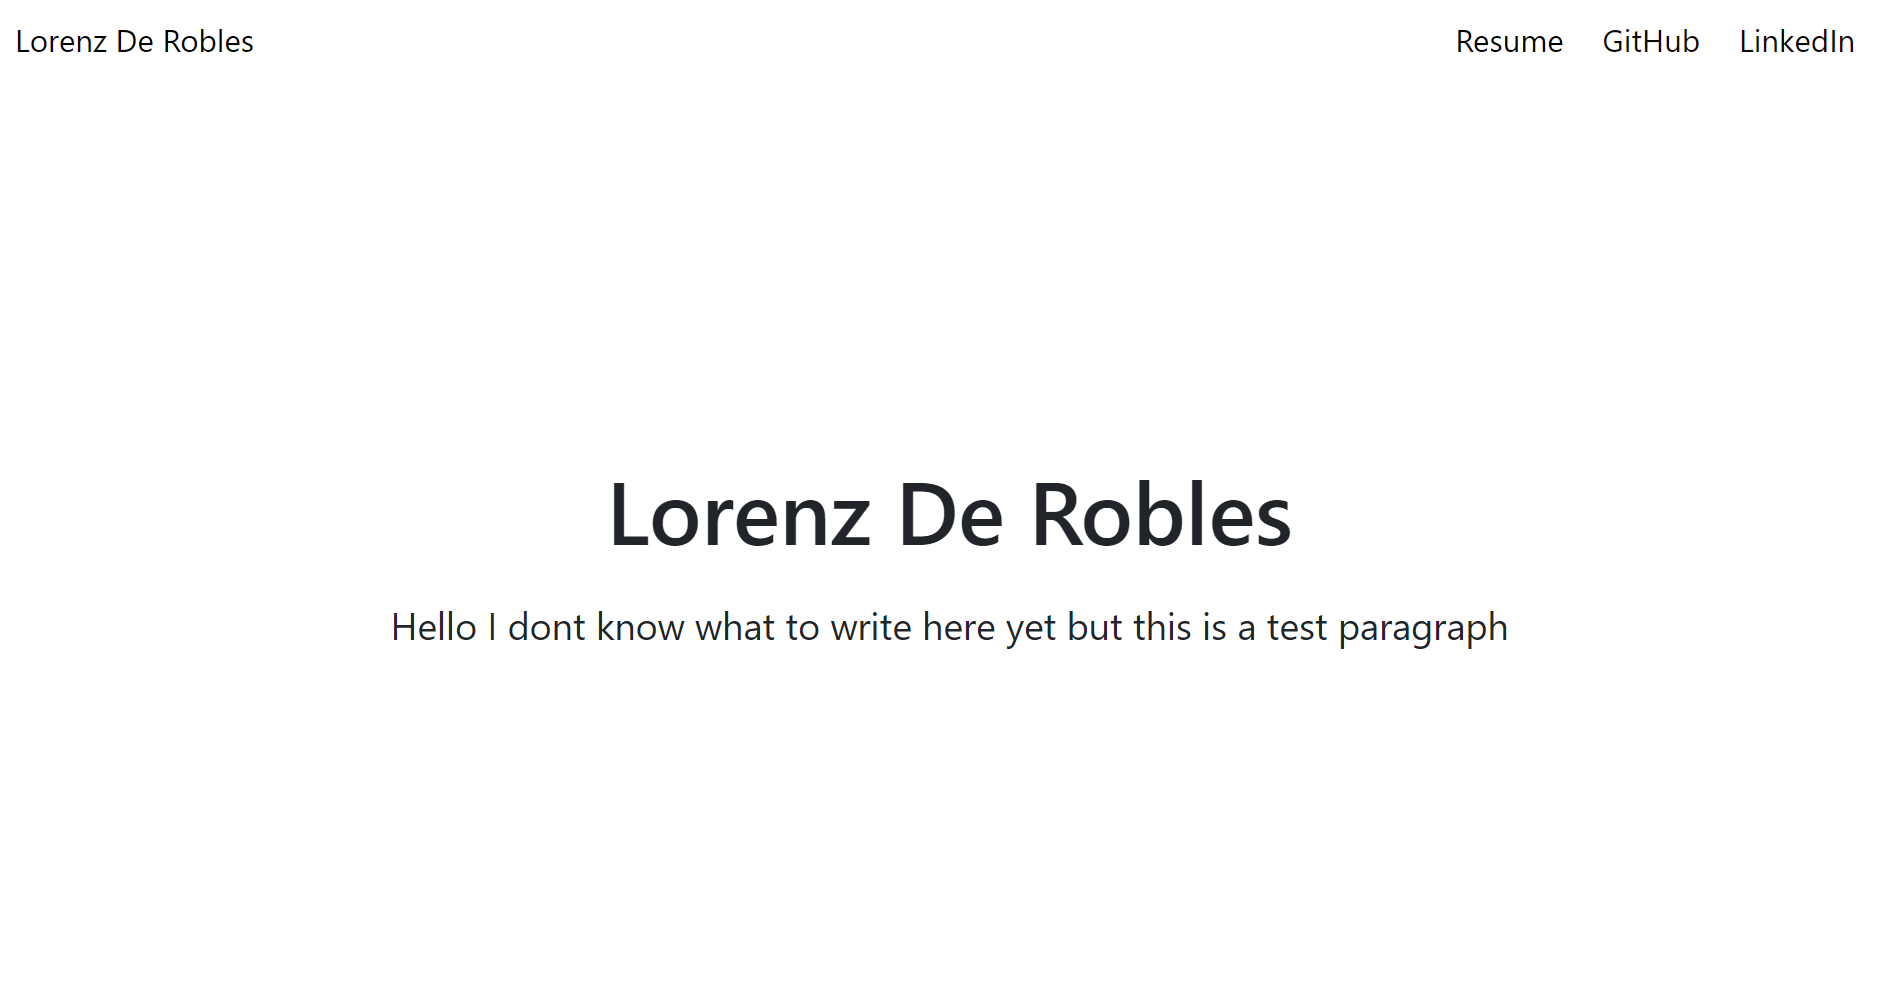 Lorenz De Robles
Resume GitHub LinkedIn
Lorenz De Robles
Hello I dont know what to write here yet but this is a test paragraph